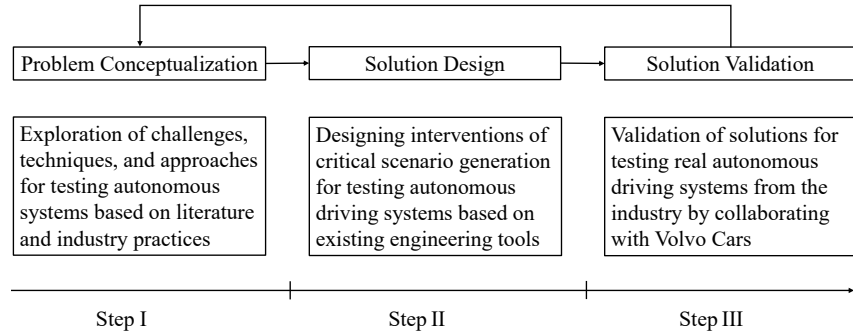 Problem Conceptualization
Solution Design
Solution Validation
Exploration of challenges,
techniques, and approaches
for testing autonomous
systems based on literature
and industry practices
Designing interventions of
critical scenario generation
for testing autonomous
driving systems based on
existing engineering tools
Validation of solutions for
testing real autonomous
driving systems from the
industry by collaborating
with Volvo Cars
Step I
Step II
Step III